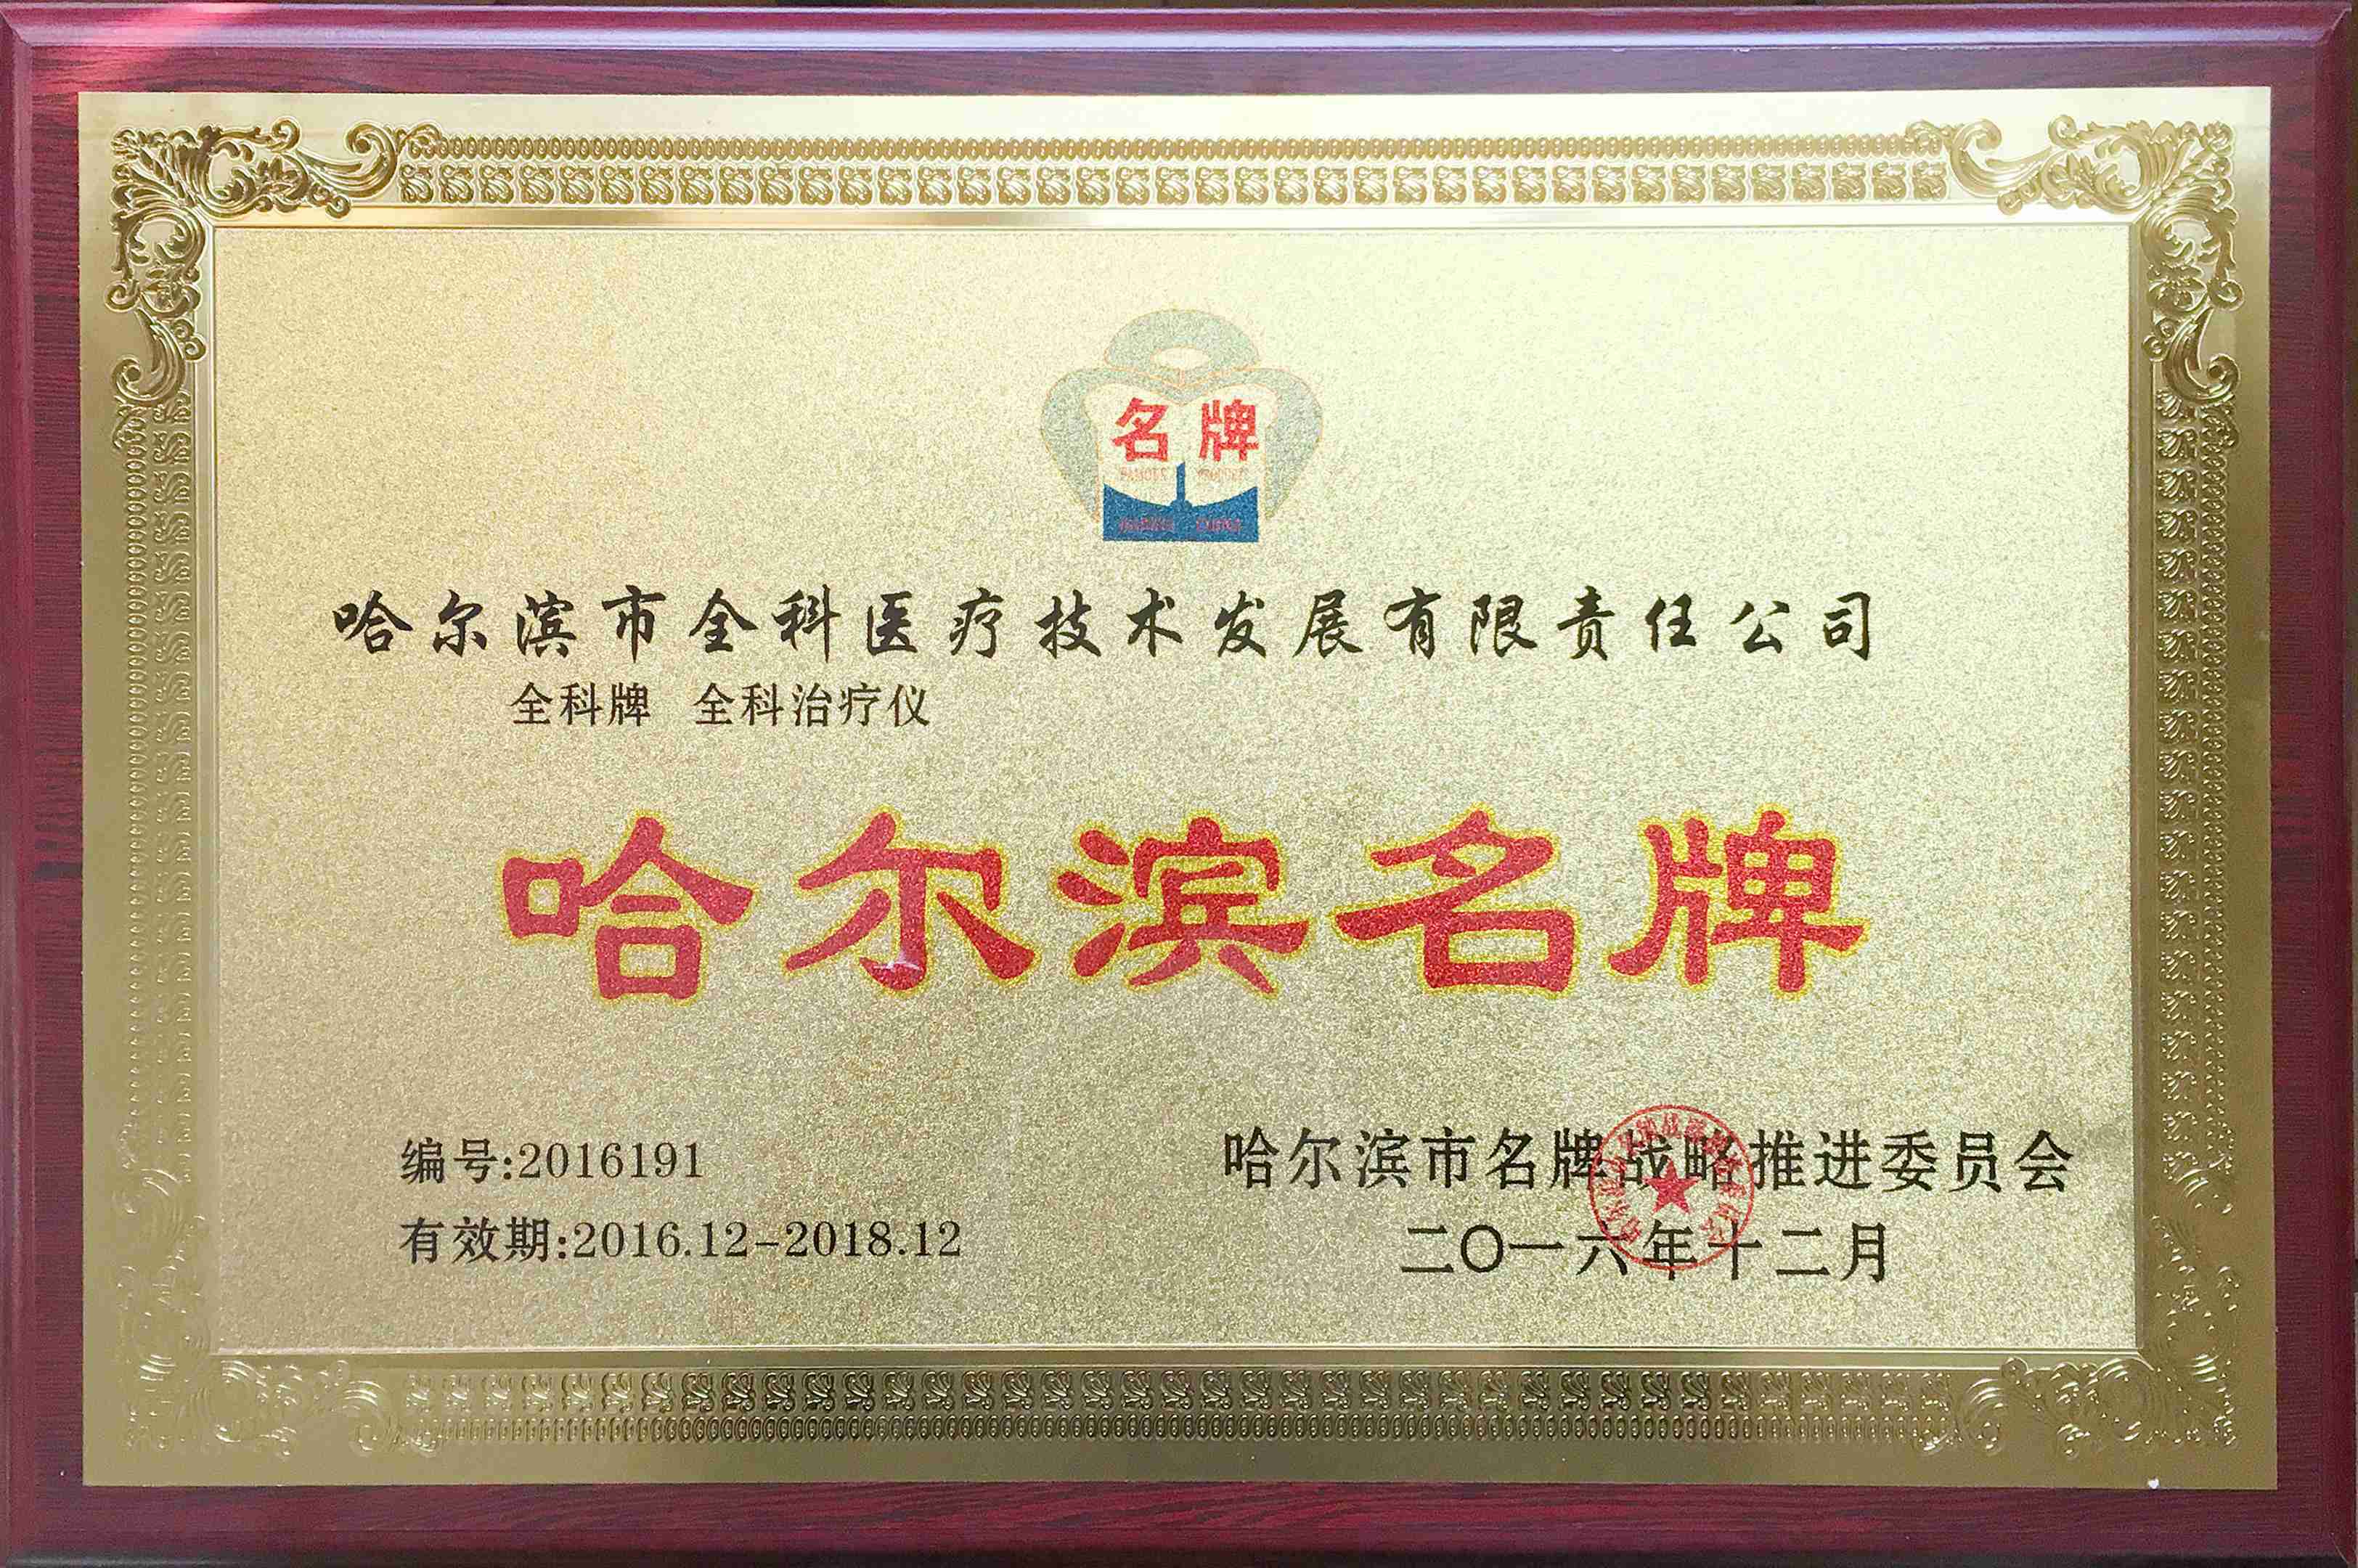 名牌
哈尔滨市全科医疗技术发展有限责任公司
全科牌 全科治疗仪
哈尔滨名牌
编号:2016191
哈尔滨市名牌战略推进委员会
有效期:2016.12-2018.12
二〇一六年十二月